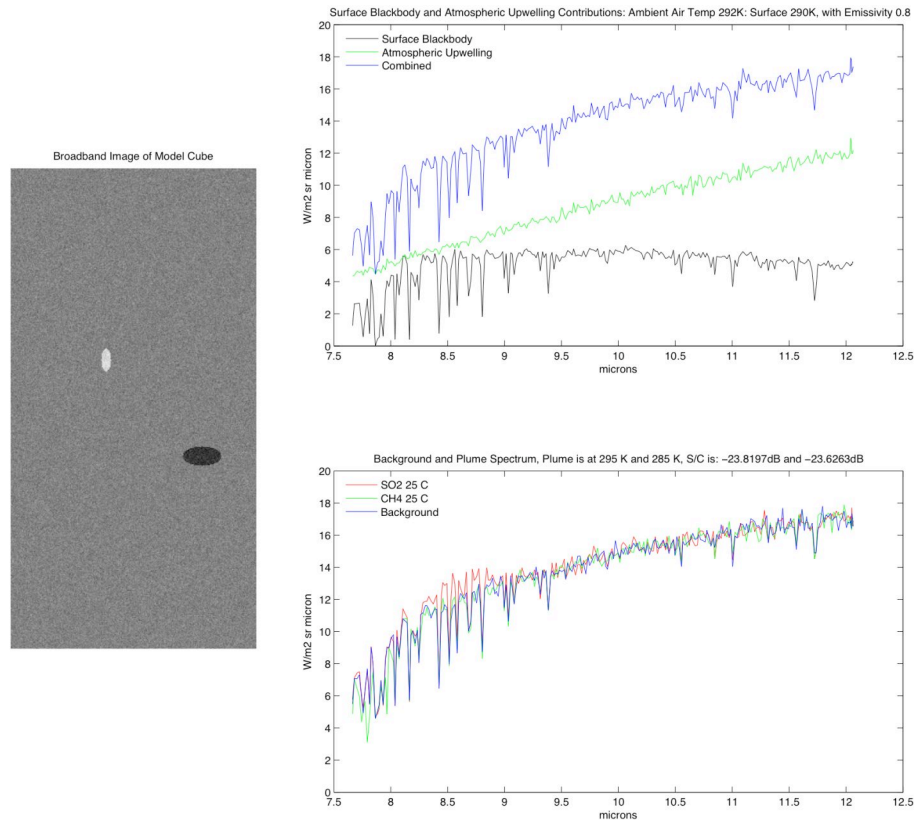 Broadband Image of Model Cube
Surface Blackbody and Atmospheric Upwelling Contributions: Ambient Air Temp 292K: Surface 290K, with Emissivity 0.8
Surface Blackbody
Atmospheric Upwelling
Combined
W/m2 sr micron
20
18
16
14
12
10
8
6
4
2
0
7.5 8 8.5 9 9.5 10 10.5 11 11.5 12 12.5
microns
Background and Plume Spectrum, Plume is at 295 K and 285 K, S/C is: −23.8197dB and −23.6263dB
SO2 25 C
CH4 25 C
Background
W/m2 sr micron
20
18
16
14
12
10
8
6
4
2
0
7.5 8 8.5 9 9.5 10 10.5 11 11.5 12 12.5
microns